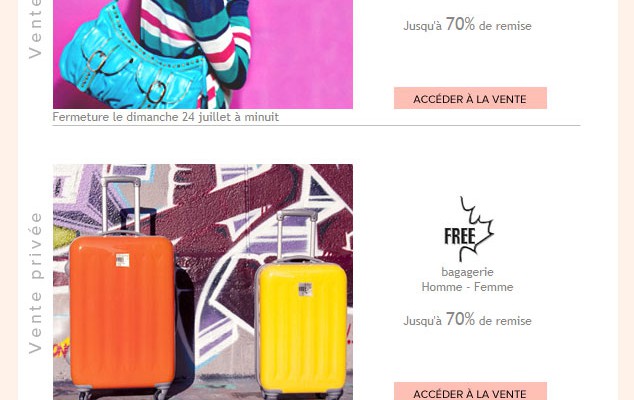 Vente
Jusqu'à 70% de remise
ACCÉDER À LA VENTE
Fermeture le dimanche 24 juillet à minuit
Vente privée
FREE
bagagerie
Homme - Femme
Jusqu'à 70% de remise
ACCÉDER À LA VENTE